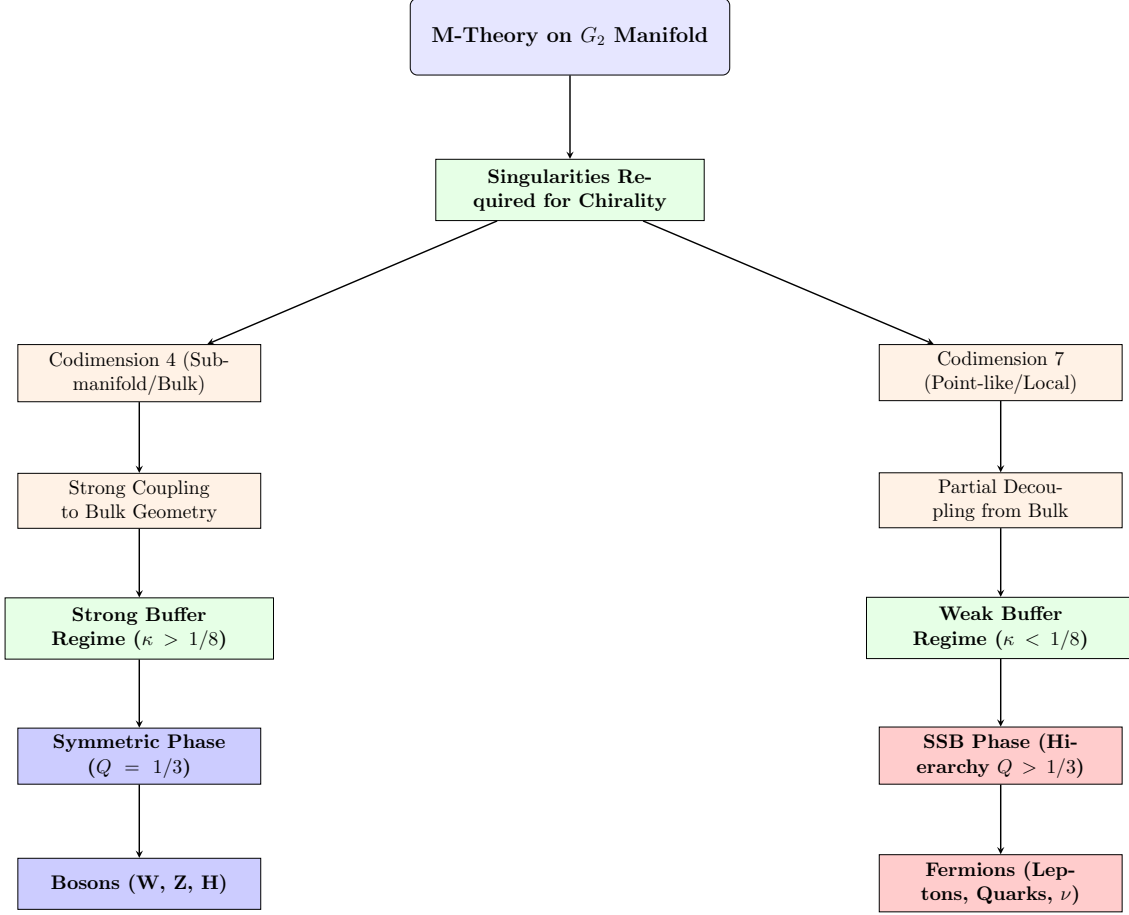 M-Theory on G₂ Manifold
Singularities Re-
quired for Chirality
Codimension 4 (Sub-
manifold/Bulk)
Codimension 7
(Point-like/Local)
Strong Coupling
to Bulk Geometry
Partial Decou-
pling from Bulk
Strong Buffer
Regime (κ > 1/8)
Weak Buffer
Regime (κ < 1/8)
Symmetric Phase
(Q = 1/3)
SSB Phase (Hi-
erarchy Q > 1/3)
Bosons (W, Z, H)
Fermions (Lep-
tons, Quarks, ν)